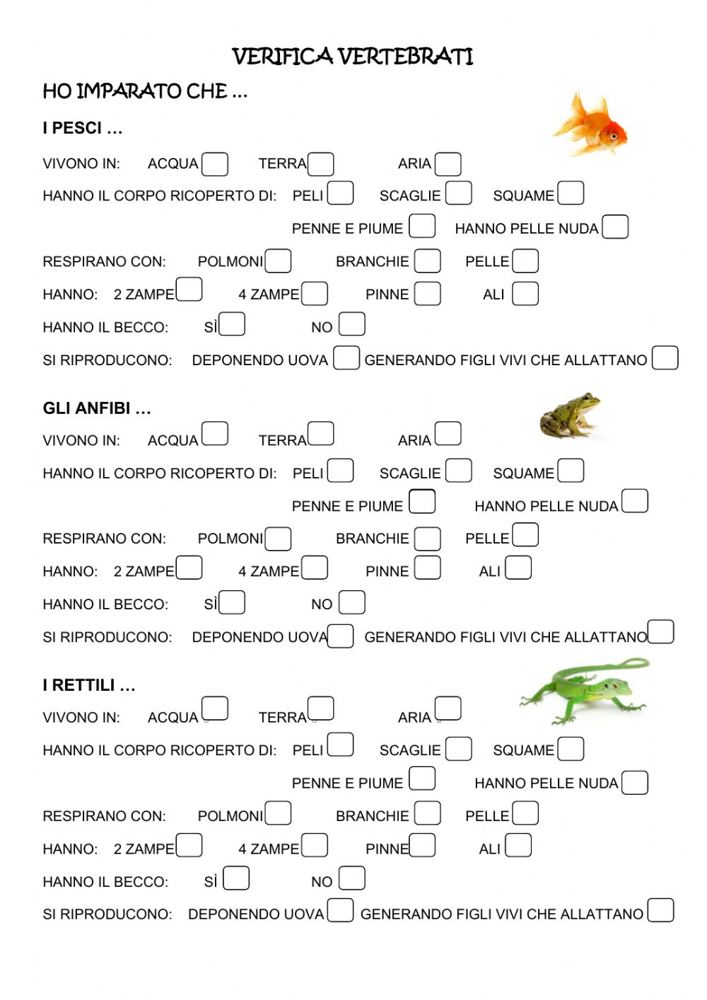 VERIFICA VERTEBRATI
HO IMPARATO CHE ...
I PESCI …
VIVONO IN: ACQUA TERRA ARIA
HANNO IL CORPO RICOPERTO DI: PELI SCAGLIE SQUAME
PENNE E PIUME HANNO PELLE NUDA
RESPIRANO CON: POLMONI BRANCHIE PELLE
HANNO: 2 ZAMPE 4 ZAMPE PINNE ALI
HANNO IL BECCO: SÌ NO
SI RIPRODUCONO: DEPONENDO UOVA GENERANDO FIGLI VIVI CHE ALLATTANO
GLI ANFIBI …
VIVONO IN: ACQUA TERRA ARIA
HANNO IL CORPO RICOPERTO DI: PELI SCAGLIE SQUAME
PENNE E PIUME HANNO PELLE NUDA
RESPIRANO CON: POLMONI BRANCHIE PELLE
HANNO: 2 ZAMPE 4 ZAMPE PINNE ALI
HANNO IL BECCO: SÌ NO
SI RIPRODUCONO: DEPONENDO UOVA GENERANDO FIGLI VIVI CHE ALLATTANO
I RETTILI …
VIVONO IN: ACQUA TERRA ARIA
HANNO IL CORPO RICOPERTO DI: PELI SCAGLIE SQUAME
PENNE E PIUME HANNO PELLE NUDA
RESPIRANO CON: POLMONI BRANCHIE PELLE
HANNO: 2 ZAMPE 4 ZAMPE PINNE ALI
HANNO IL BECCO: SÌ NO
SI RIPRODUCONO: DEPONENDO UOVA GENERANDO FIGLI VIVI CHE ALLATTANO